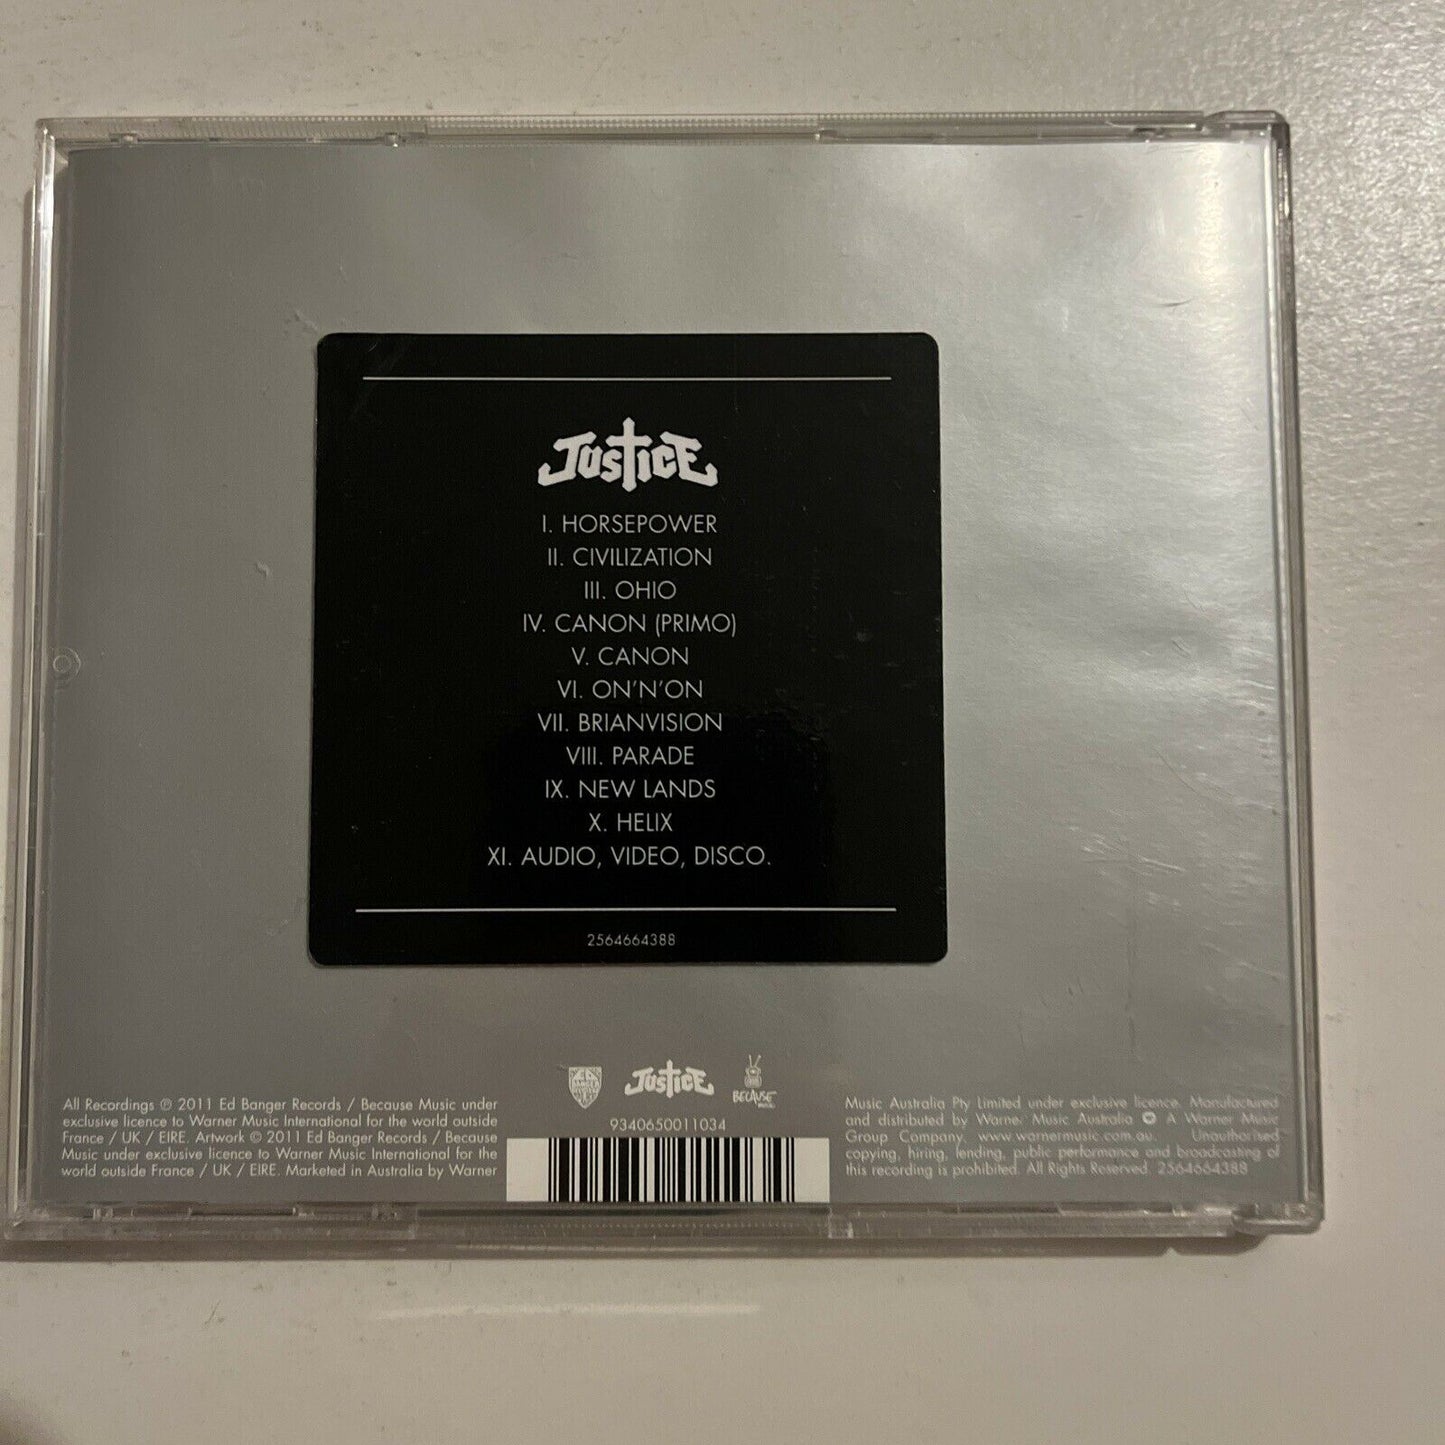 JUSTICE
I. HORSEPOWER
II. CIVILIZATION
III. OHIO
IV. CANON (PRIMO)
V. CANON
VI. ON'N'ON
VII. BRIANVISION
VIII. PARADE
IX. NEW LANDS
X. HELIX
XI. AUDIO, VIDEO, DISCO.
2564664388
All Recordings ℗ 2011 Ed Banger Records / Because Music under
exclusive licence to Warner Music International for the world outside
France / UK / EIRE. Artwork © 2011 Ed Banger Records / Because
Music under exclusive licence to Warner Music International for the
world outside France / UK / EIRE. Marketed in Australia by Warner
JUSTICE
BECAUSE
9340650011034
Music Australia Pty Limited under exclusive licence. Manufactured
and distributed by Warner Music Australia A Warner Music
Group Company. www.warnermusic.com.au. Unauthorised
copying, hiring, lending, public performance and broadcasting of
this recording is prohibited. All Rights Reserved. 2564664388